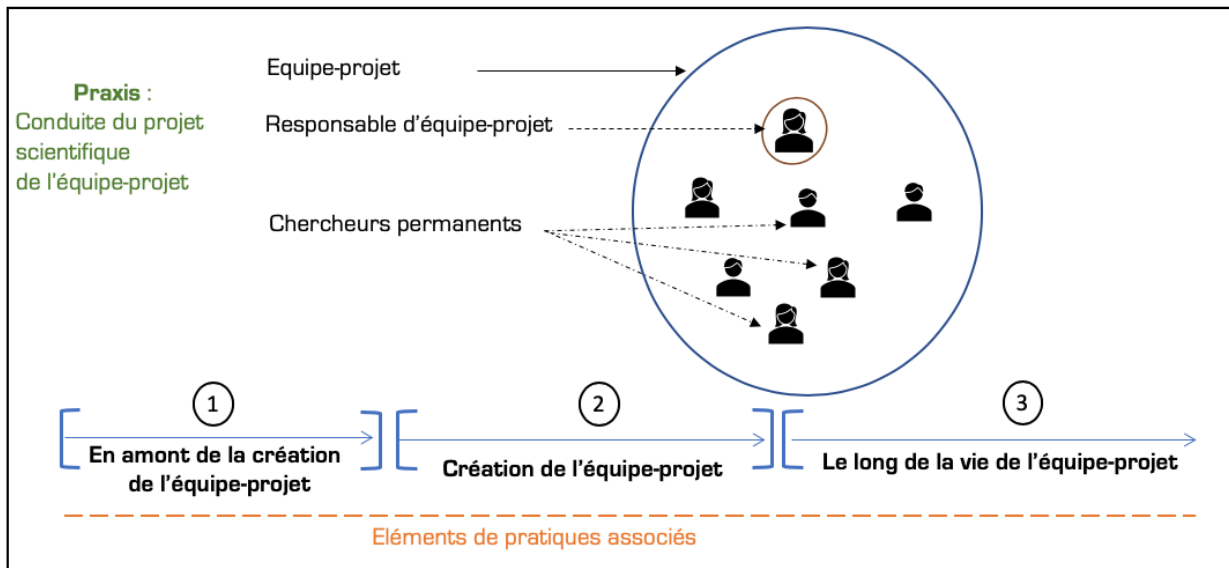 Equipe-projet
Praxis :
Conduite du projet
scientifique
de l'équipe-projet
Responsable d'équipe-projet
Chercheurs permanents
1
2
3
En amont de la création
de l'équipe-projet
Création de l'équipe-projet
Le long de la vie de l'équipe-projet
Eléments de pratiques associés